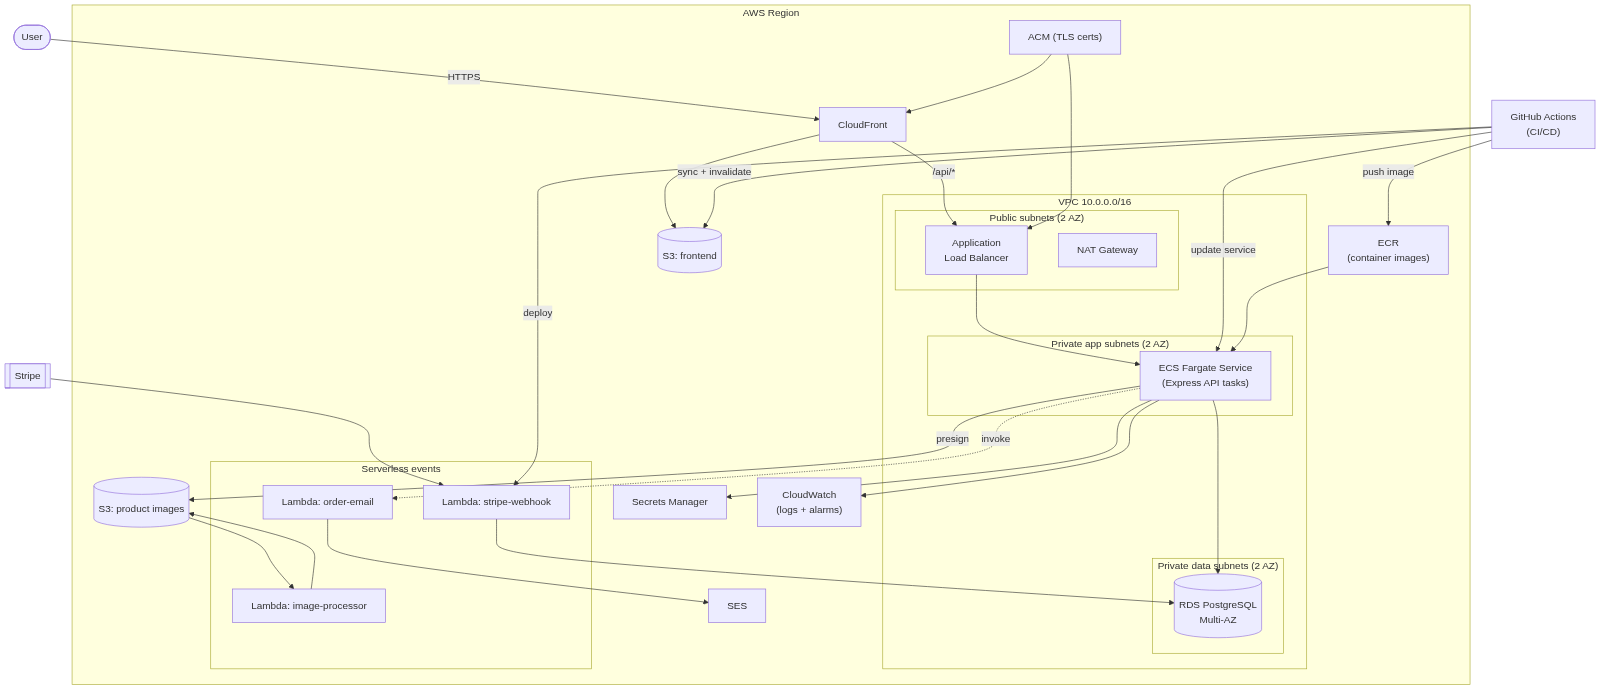 AWS Region
User
ACM (TLS certs)
HTTPS
CloudFront
GitHub Actions
(CI/CD)
sync + invalidate
/api/*
push image
VPC 10.0.0.0/16
Public subnets (2 AZ)
Application
Load Balancer
NAT Gateway
update service
ECR
(container images)
S3: frontend
deploy
Private app subnets (2 AZ)
Stripe
ECS Fargate Service
(Express API tasks)
presign
invoke
Serverless events
S3: product images
Lambda: order-email
Lambda: stripe-webhook
Secrets Manager
CloudWatch
(logs + alarms)
Private data subnets (2 AZ)
Lambda: image-processor
SES
RDS PostgreSQL
Multi-AZ